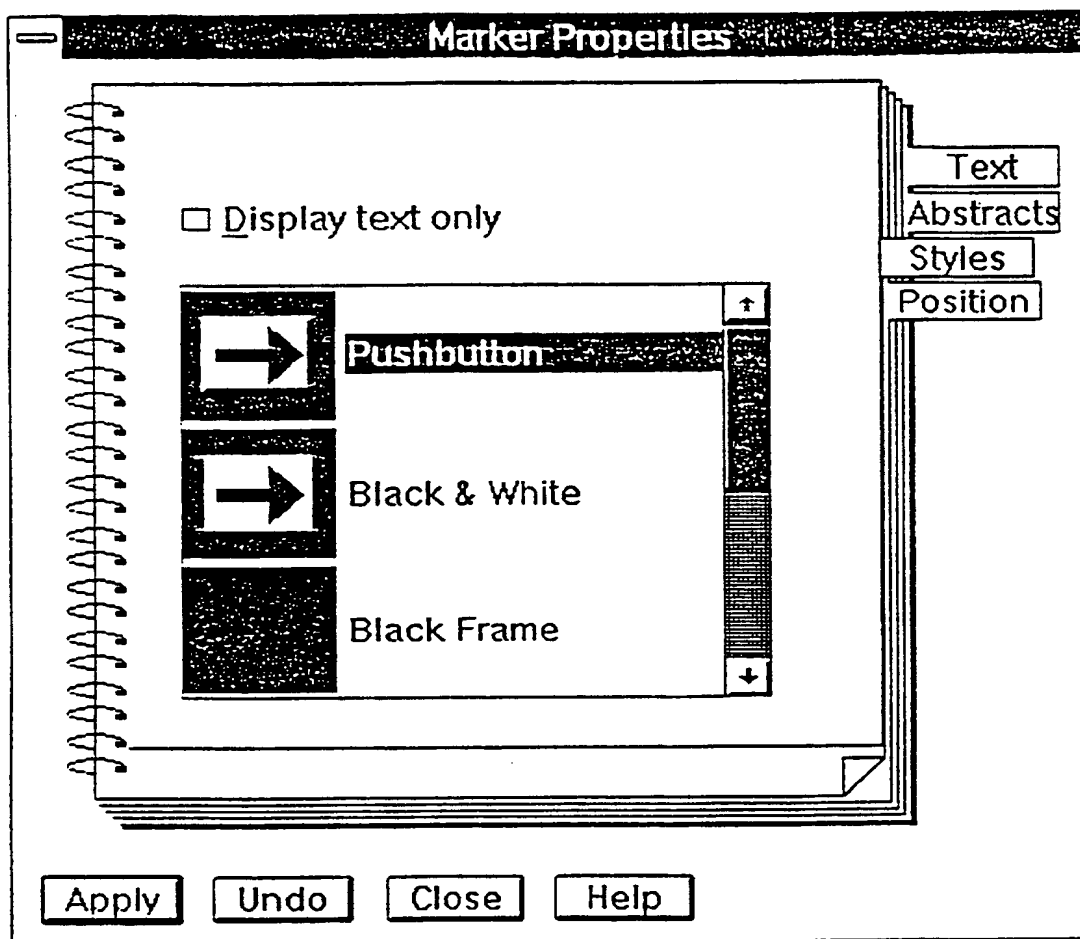 Marker Properties
Text
Abstracts
Styles
Position
Display text only
Pushbutton
Black & White
Black Frame
Apply
Undo
Close
Help